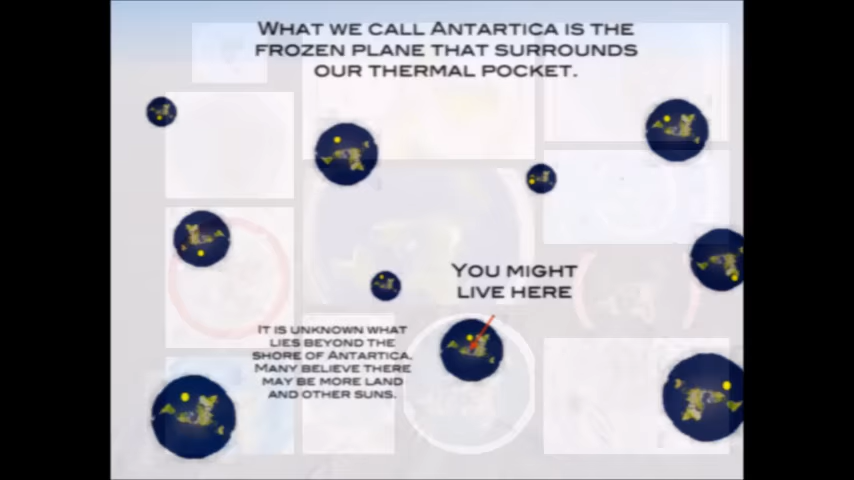 What we call Antartica is the
frozen plane that surrounds
our thermal pocket.
You might
live here
It is unknown what
lies beyond the
shore of Antartica.
Many believe there
may be more land
and other suns.